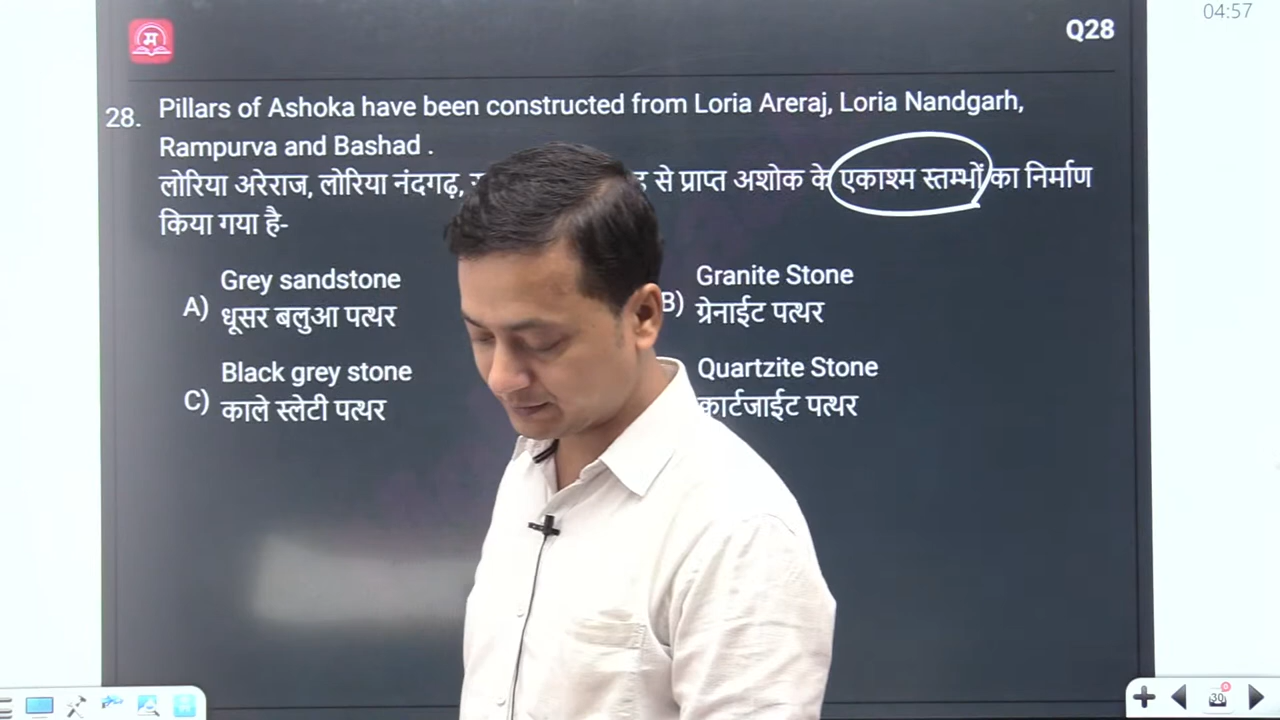 04:57
म
Q28
28. Pillars of Ashoka have been constructed from Loria Areraj, Loria Nandgarh,
Rampurva and Bashad .
लोरिया अरेराज, लोरिया नंदगढ़, से प्राप्त अशोक के एकाश्म स्तम्भों का निर्माण
किया गया है-
A) Grey sandstone
धूसर बलुआ पत्थर
B) Granite Stone
ग्रेनाईट पत्थर
C) Black grey stone
काले स्लेटी पत्थर
Quartzite Stone
क्वार्टजाईट पत्थर
30